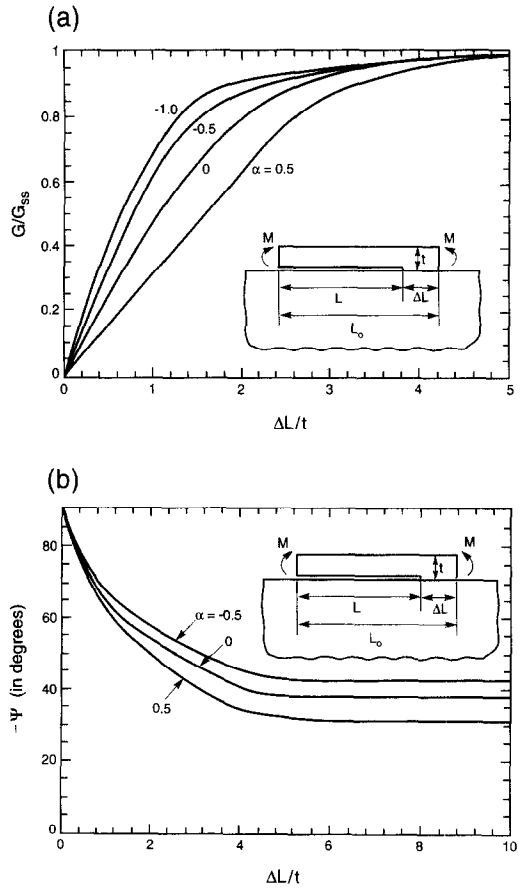 (a)
1
0.8
0.6
0.4
0.2
0
G/Gss
-1.0
-0.5
0
α = 0.5
M
M
t
L
ΔL
Lo
0 1 2 3 4 5
ΔL/t
(b)
80
60
40
20
0
−Ψ (in degrees)
α = -0.5
0
0.5
M
M
t
L
ΔL
Lo
0 2 4 6 8 10
ΔL/t